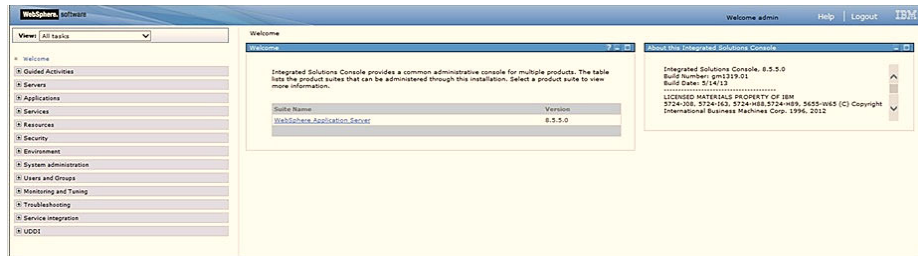 WebSphere. software
Welcome admin
Help | Logout
IBM
View: All tasks
Welcome
Guided Activities
Servers
Applications
Services
Resources
Security
Environment
System administration
Users and Groups
Monitoring and Tuning
Troubleshooting
Service integration
UDDI
Welcome
Welcome
Integrated Solutions Console provides a common administrative console for multiple products. The table
lists the product suites that can be administered through this installation. Select a product suite to view
more information.
Suite Name Version
WebSphere Application Server 8.5.5.0
About this Integrated Solutions Console
Integrated Solutions Console, 8.5.5.0
Build Number: gm1319.01
Build Date: 5/14/13
----------------------------------
LICENSED MATERIALS PROPERTY OF IBM
5724-J08, 5724-I63, 5724-H88,5724-H89, 5655-W65 (C) Copyright
International Business Machines Corp. 1996, 2012